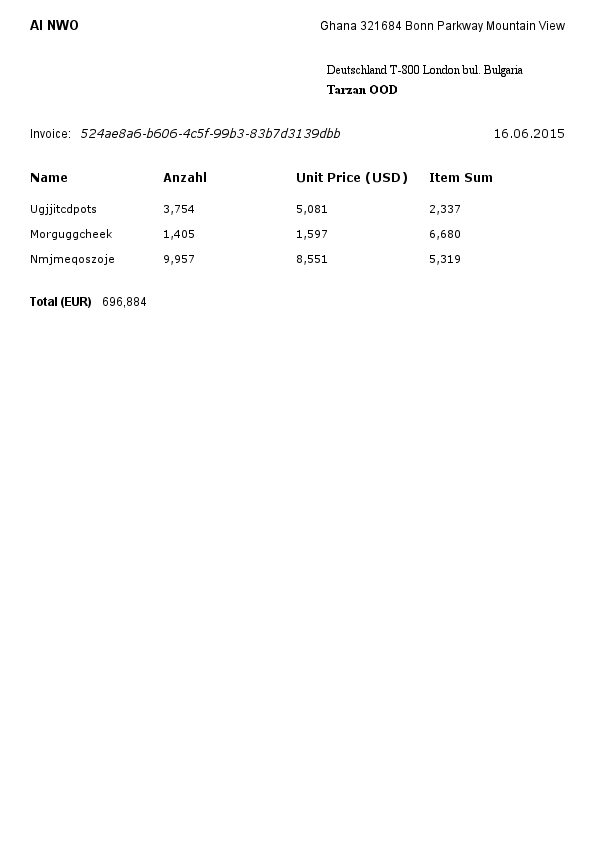 AI NWO Ghana 321684 Bonn Parkway Mountain View
Deutschland T-800 London bul. Bulgaria
Tarzan OOD
Invoice: 524ae8a6-b606-4c5f-99b3-83b7d3139dbb 16.06.2015
Name Anzahl Unit Price (USD) Item Sum
Ugjjitcdpots 3,754 5,081 2,337
Morguggcheek 1,405 1,597 6,680
Nmjmeqoszoje 9,957 8,551 5,319
Total (EUR) 696,884